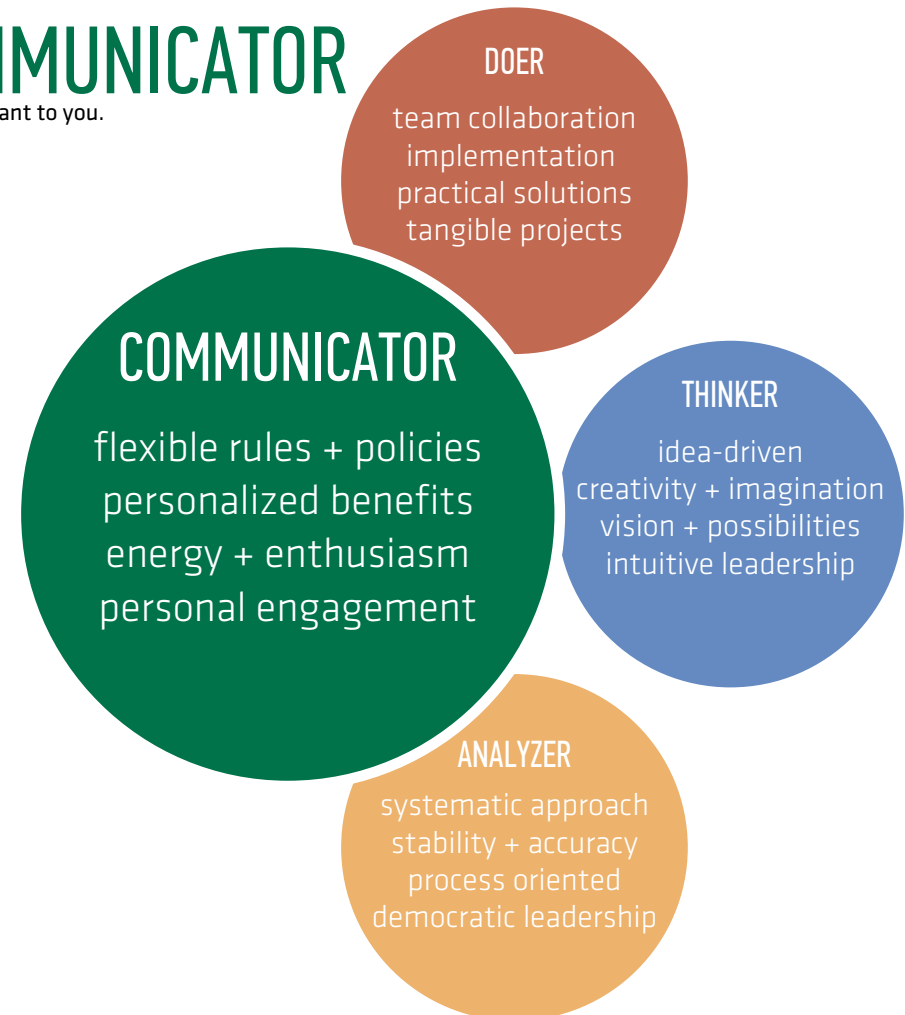 MMUNICATOR
ant to you.
DOER
team collaboration
implementation
practical solutions
tangible projects
COMMUNICATOR
flexible rules + policies
personalized benefits
energy + enthusiasm
personal engagement
THINKER
idea-driven
creativity + imagination
vision + possibilities
intuitive leadership
ANALYZER
systematic approach
stability + accuracy
process oriented
democratic leadership